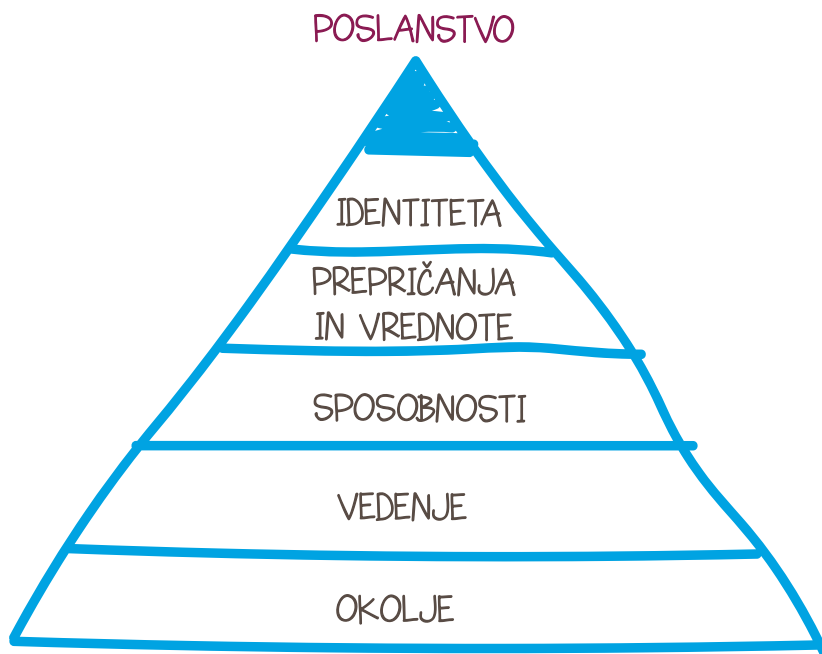 POSLANSTVO
IDENTITETA
PREPRIČANJA
IN VREDNOTE
SPOSOBNOSTI
VEDENJE
OKOLJE